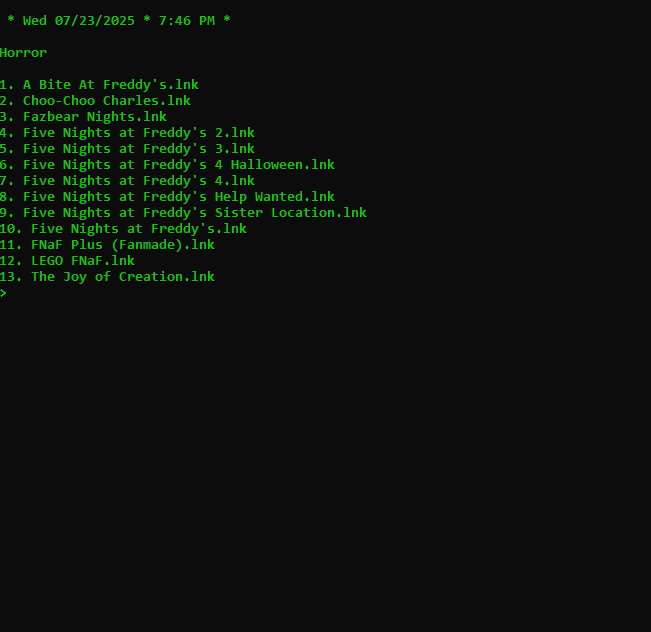 * Wed 07/23/2025 * 7:46 PM *
Horror
1. A Bite At Freddy's.lnk
2. Choo-Choo Charles.lnk
3. Fazbear Nights.lnk
4. Five Nights at Freddy's 2.lnk
5. Five Nights at Freddy's 3.lnk
6. Five Nights at Freddy's 4 Halloween.lnk
7. Five Nights at Freddy's 4.lnk
8. Five Nights at Freddy's Help Wanted.lnk
9. Five Nights at Freddy's Sister Location.lnk
10. Five Nights at Freddy's.lnk
11. FNaF Plus (Fanmade).lnk
12. LEGO FNaF.lnk
13. The Joy of Creation.lnk
>